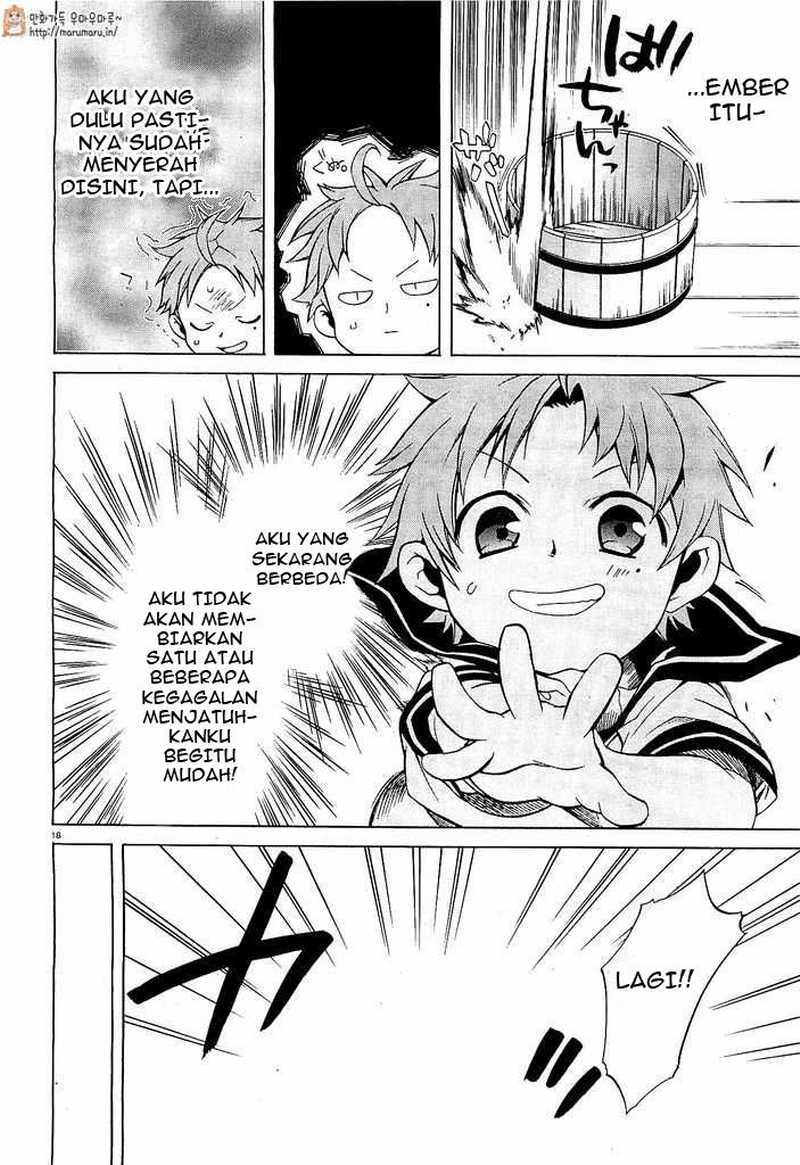 만화가득 우마우마루~
http://marumaru.in/
...EMBER
ITU-
ばしゃんっ
AKU YANG
DULU PASTI-
NYA SUDAH
MENYERAH
DISINI, TAPI...
AKU YANG
SEKARANG
BERBEDA!
AKU TIDAK
AKAN MEM-
BIARKAN
SATU ATAU
BEBERAPA
KEGAGALAN
MENJATUH-
KANKU
BEGITU
MUDAH!
18
LAGI!!